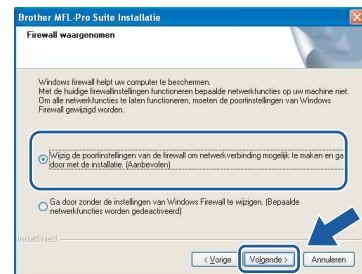 Brother MFL-Pro Suite Installatie
Firewall waargenomen
Windows firewall helpt uw computer te beschermen.
Met de huidige firewallinstellingen functioneren bepaalde netwerkfuncties op uw machine niet.
Om alle netwerkfuncties te laten functioneren, moeten de poortinstellingen van Windows
Firewall gewijzigd worden.
Wijzig de poortinstellingen van de firewall om netwerkverbinding mogelijk te maken en ga
door met de installatie. (Aanbevolen)
Ga door zonder de instellingen van Windows Firewall te wijzigen. (Bepaalde
netwerkfuncties worden gedeactiveerd)
InstallShield
< Vorige
Volgende >
Annuleren